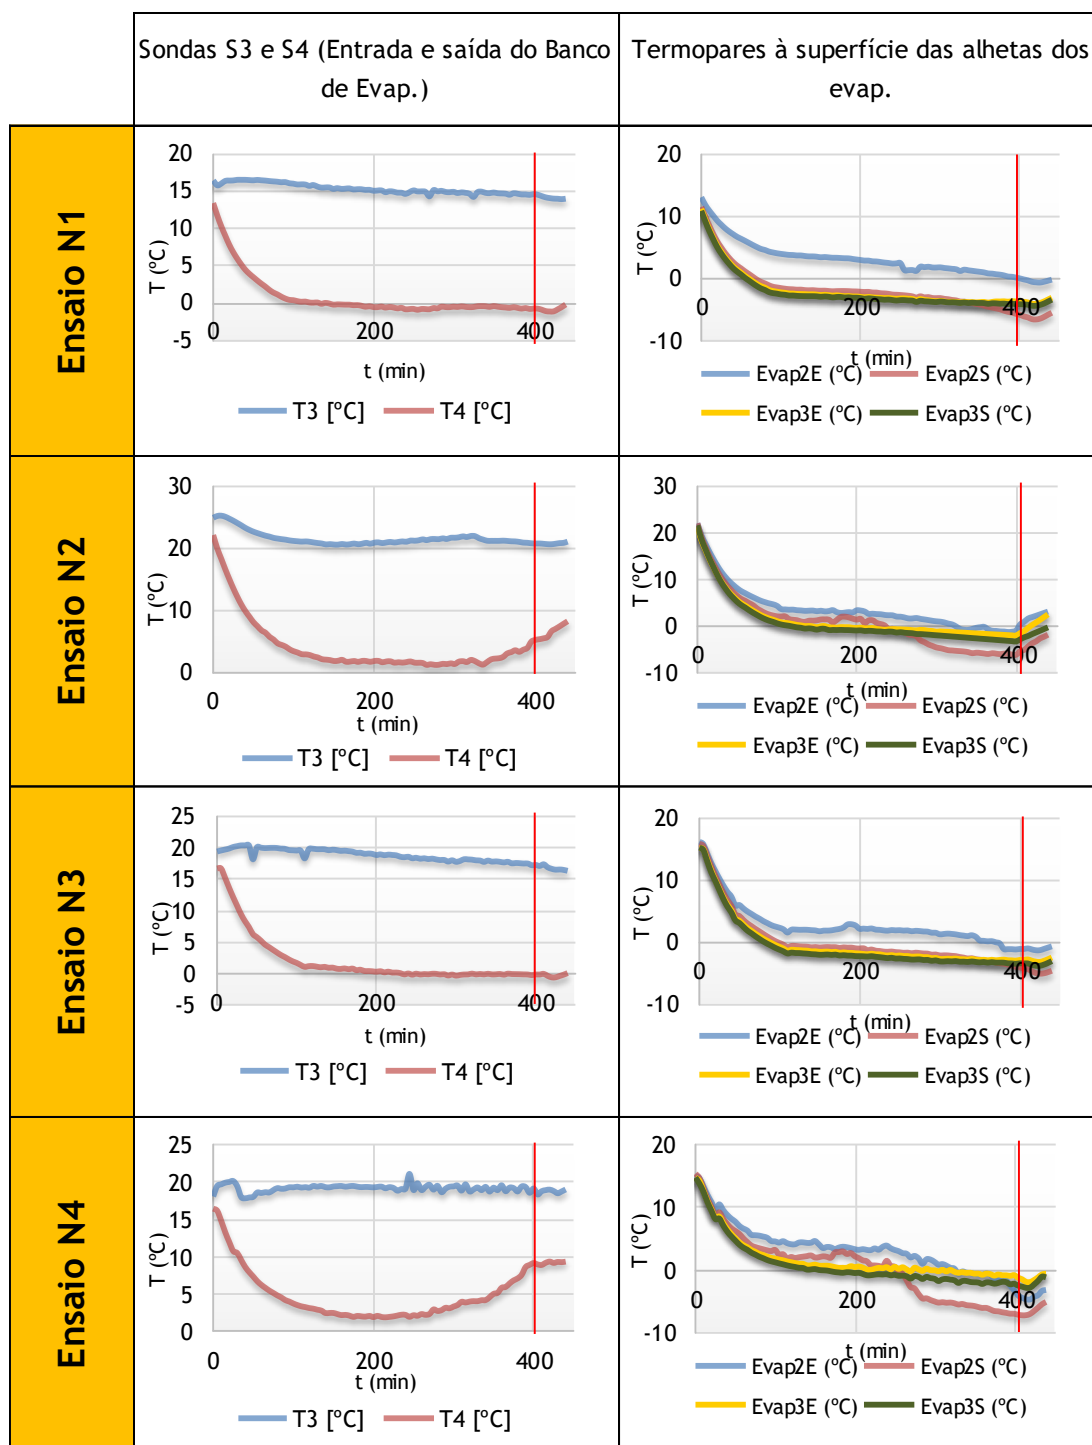 Sondas S3 e S4 (Entrada e saída do Banco
de Evap.)
Termopares à superfície das alhetas dos
evap.
Ensaio N1
20
15
10
5
0
-5
T (ºC)
0
200
400
t (min)
T3 [ºC]
T4 [ºC]
20
10
0
-10
T (ºC)
0
200
400
t (min)
Evap2E (ºC)
Evap2S (ºC)
Evap3E (ºC)
Evap3S (ºC)
Ensaio N2
30
20
10
0
T (ºC)
0
200
400
t (min)
T3 [ºC]
T4 [ºC]
30
20
10
0
-10
T (ºC)
0
200
400
t (min)
Evap2E (ºC)
Evap2S (ºC)
Evap3E (ºC)
Evap3S (ºC)
Ensaio N3
25
20
15
10
5
0
-5
T (ºC)
0
200
400
t (min)
T3 [ºC]
T4 [ºC]
20
10
0
-10
T (ºC)
0
200
400
t (min)
Evap2E (ºC)
Evap2S (ºC)
Evap3E (ºC)
Evap3S (ºC)
Ensaio N4
25
20
15
10
5
0
T (ºC)
0
200
400
t (min)
T3 [ºC]
T4 [ºC]
20
10
0
-10
T (ºC)
0
200
400
t (min)
Evap2E (ºC)
Evap2S (ºC)
Evap3E (ºC)
Evap3S (ºC)